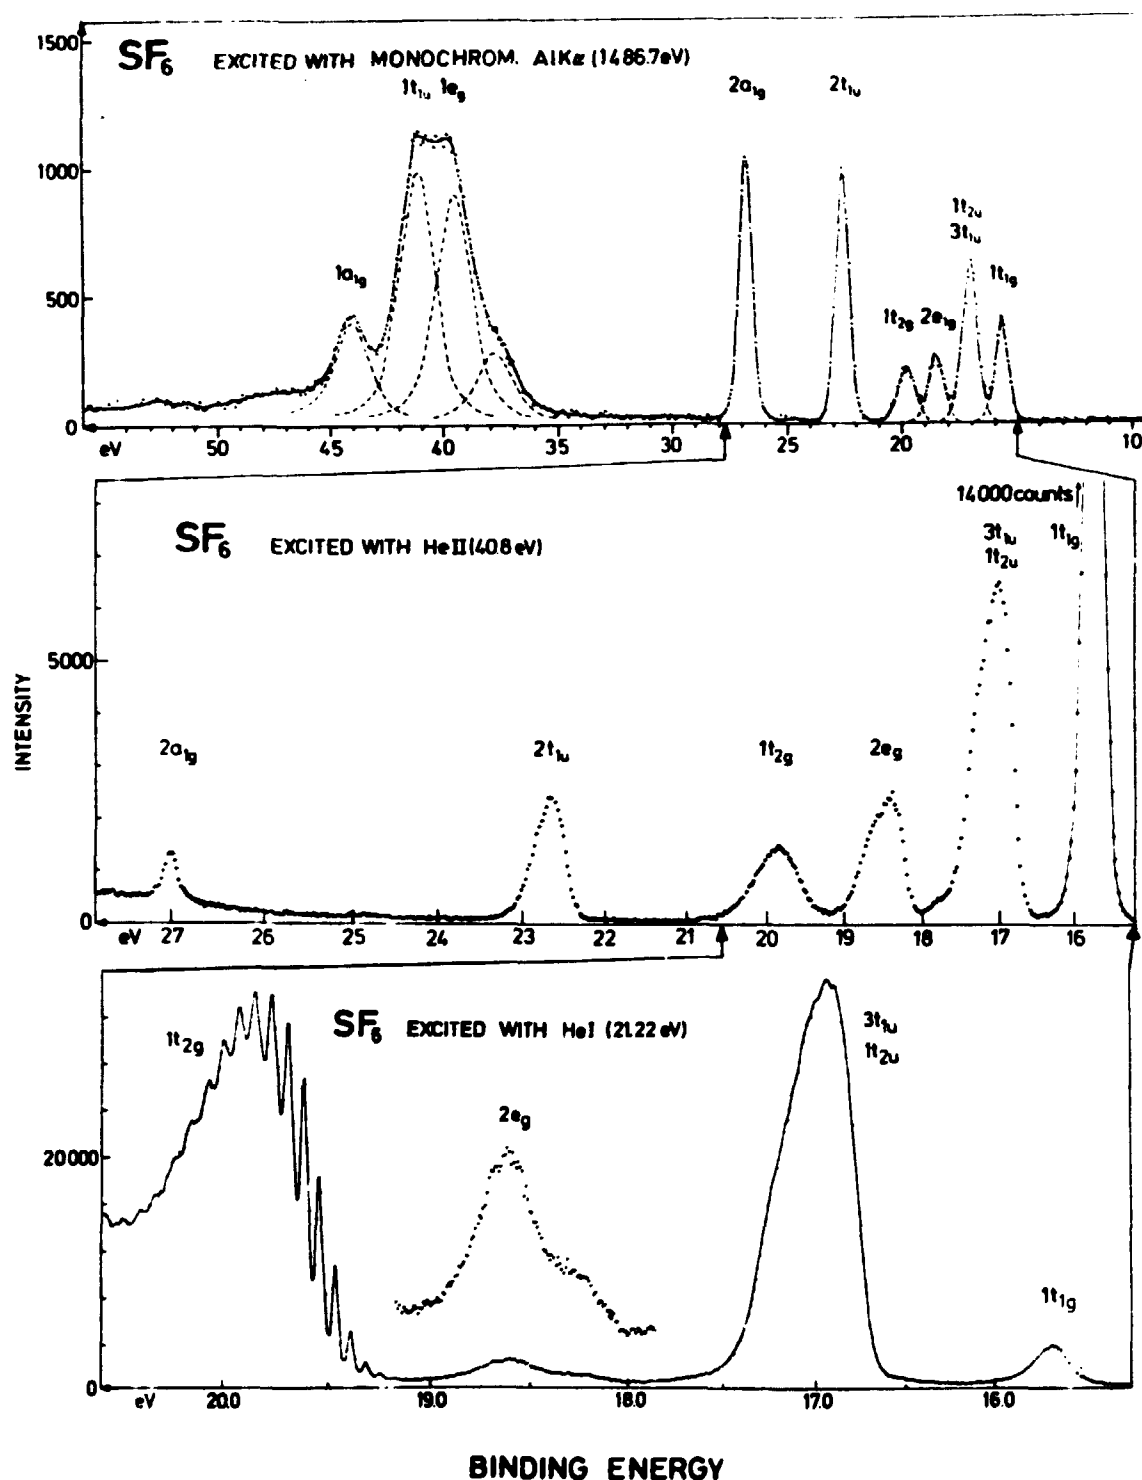 1500
SF6 EXCITED WITH MONOCHROM. AlKα (1486.7eV)
1t1u 1eg
2a1g
2t1u
1000
1t2u
3t1u
1a1g
1t1g
500
1t2g 2e1g
0
eV 50 45 40 35 30 25 20 15 10
14000 counts
SF6 EXCITED WITH HeII (40.8 eV)
3t1u
1t2u
1t1g
5000
INTENSITY
2a1g
2t1u
1t2g
2eg
0
eV 27 26 25 24 23 22 21 20 19 18 17 16
SF6 EXCITED WITH HeI (21.22 eV)
1t2g
3t1u
1t2u
2eg
20000
1t1g
0
eV 20.0 19.0 18.0 17.0 16.0
BINDING ENERGY